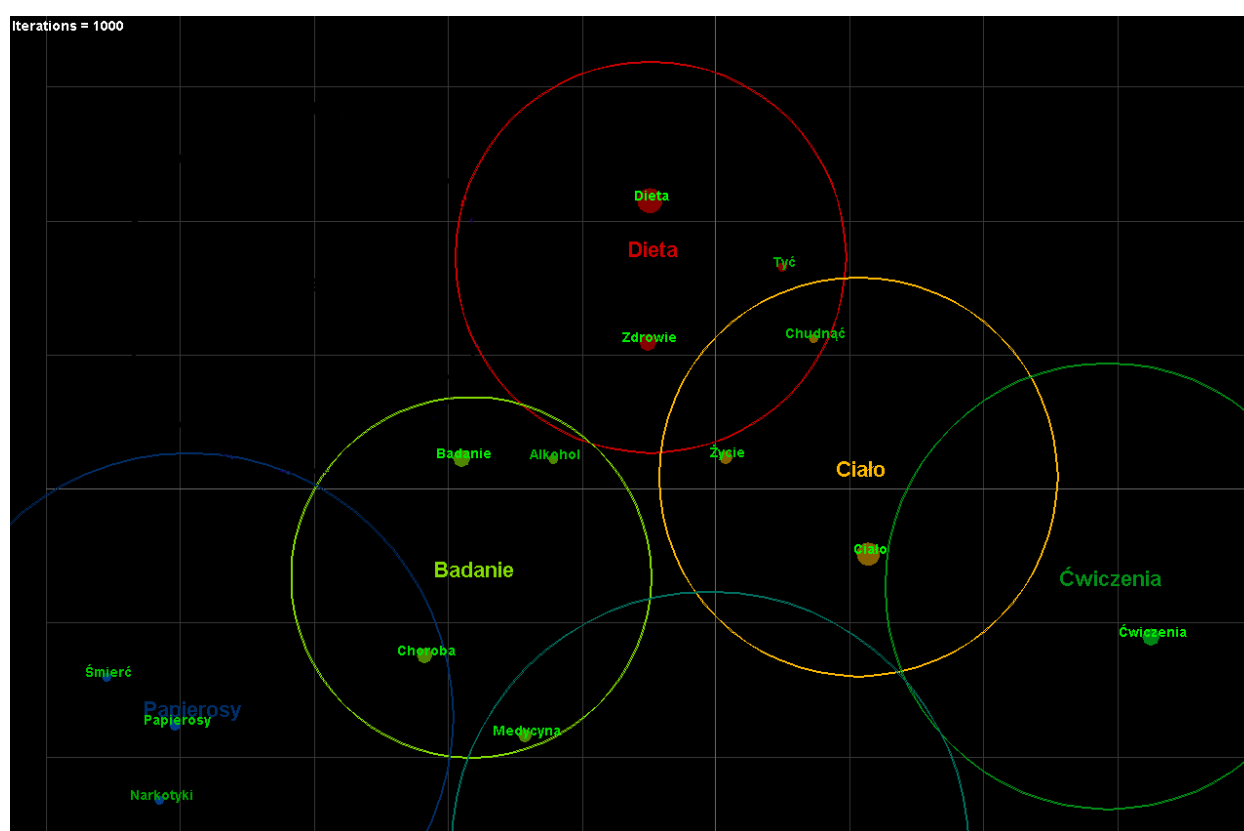 Iterations = 1000
Dieta
Dieta
Tyć
Chudnąć
Zdrowie
Badanie
Alkohol
Życie
Ciało
Ciało
Badanie
Ćwiczenia
Ćwiczenia
Choroba
Śmierć
Papierosy
Papierosy
Medycyna
Narkotyki